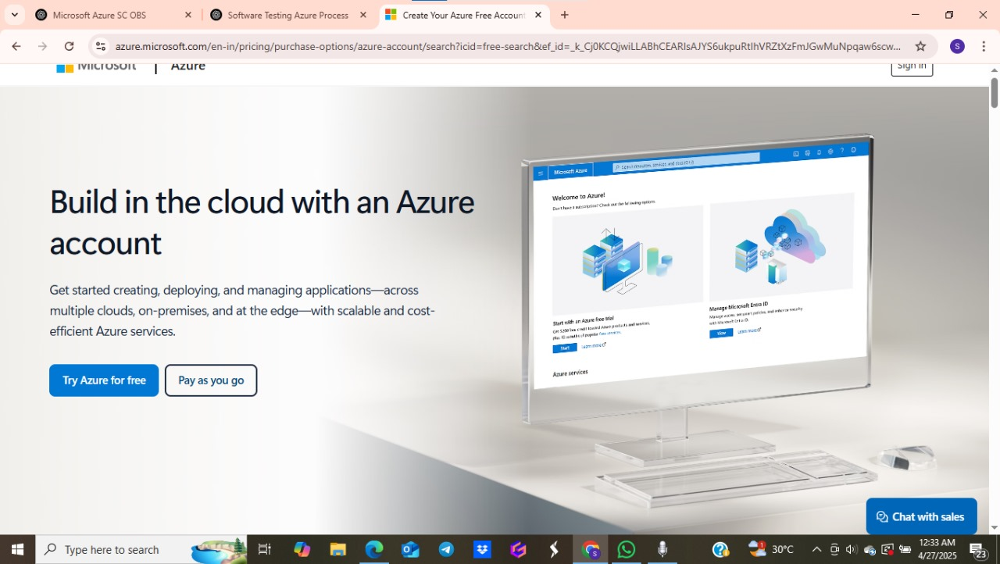 Microsoft Azure SC OBS
Software Testing Azure Process
Create Your Azure Free Account
azure.microsoft.com/en-in/pricing/purchase-options/azure-account/search?icid=free-search&ef_id=_k_Cj0KCQjwiLLABhCEARIsAJYS6ukpuRtIhVRZtXzFmJGwMuNpqaw6scw...
S
Microsoft
Azure
Sign in
Build in the cloud with an Azure
account
Get started creating, deploying, and managing applications—across
multiple clouds, on-premises, and at the edge—with scalable and cost-
efficient Azure services.
Try Azure for free
Pay as you go
Microsoft Azure
Search resources, services, and docs (G+/)
Welcome to Azure!
Don't have a subscription? Check out the following options.
Start with an Azure free trial
Get $200 free credit toward Azure products and services,
plus 12 months of popular free services.
Start
Learn more
Manage Microsoft Entra ID
Manage access, set smart policies, and enhance security
with Microsoft Entra ID.
View
Learn more
Azure services
Chat with sales
Type here to search
S
1
30°C
12:33 AM
4/27/2025
23